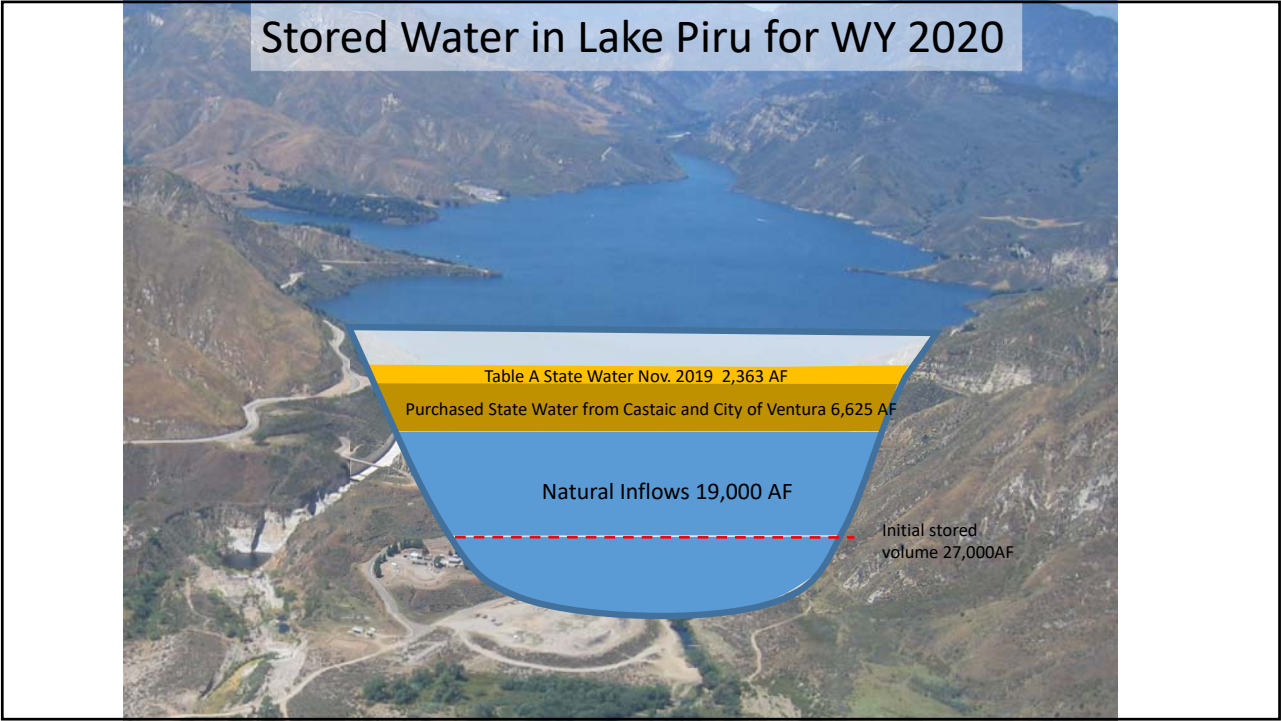 Stored Water in Lake Piru for WY 2020
Table A State Water Nov. 2019  2,363 AF
Purchased State Water from Castaic and City of Ventura 6,625 AF
Natural Inflows 19,000 AF
Initial stored
volume 27,000AF